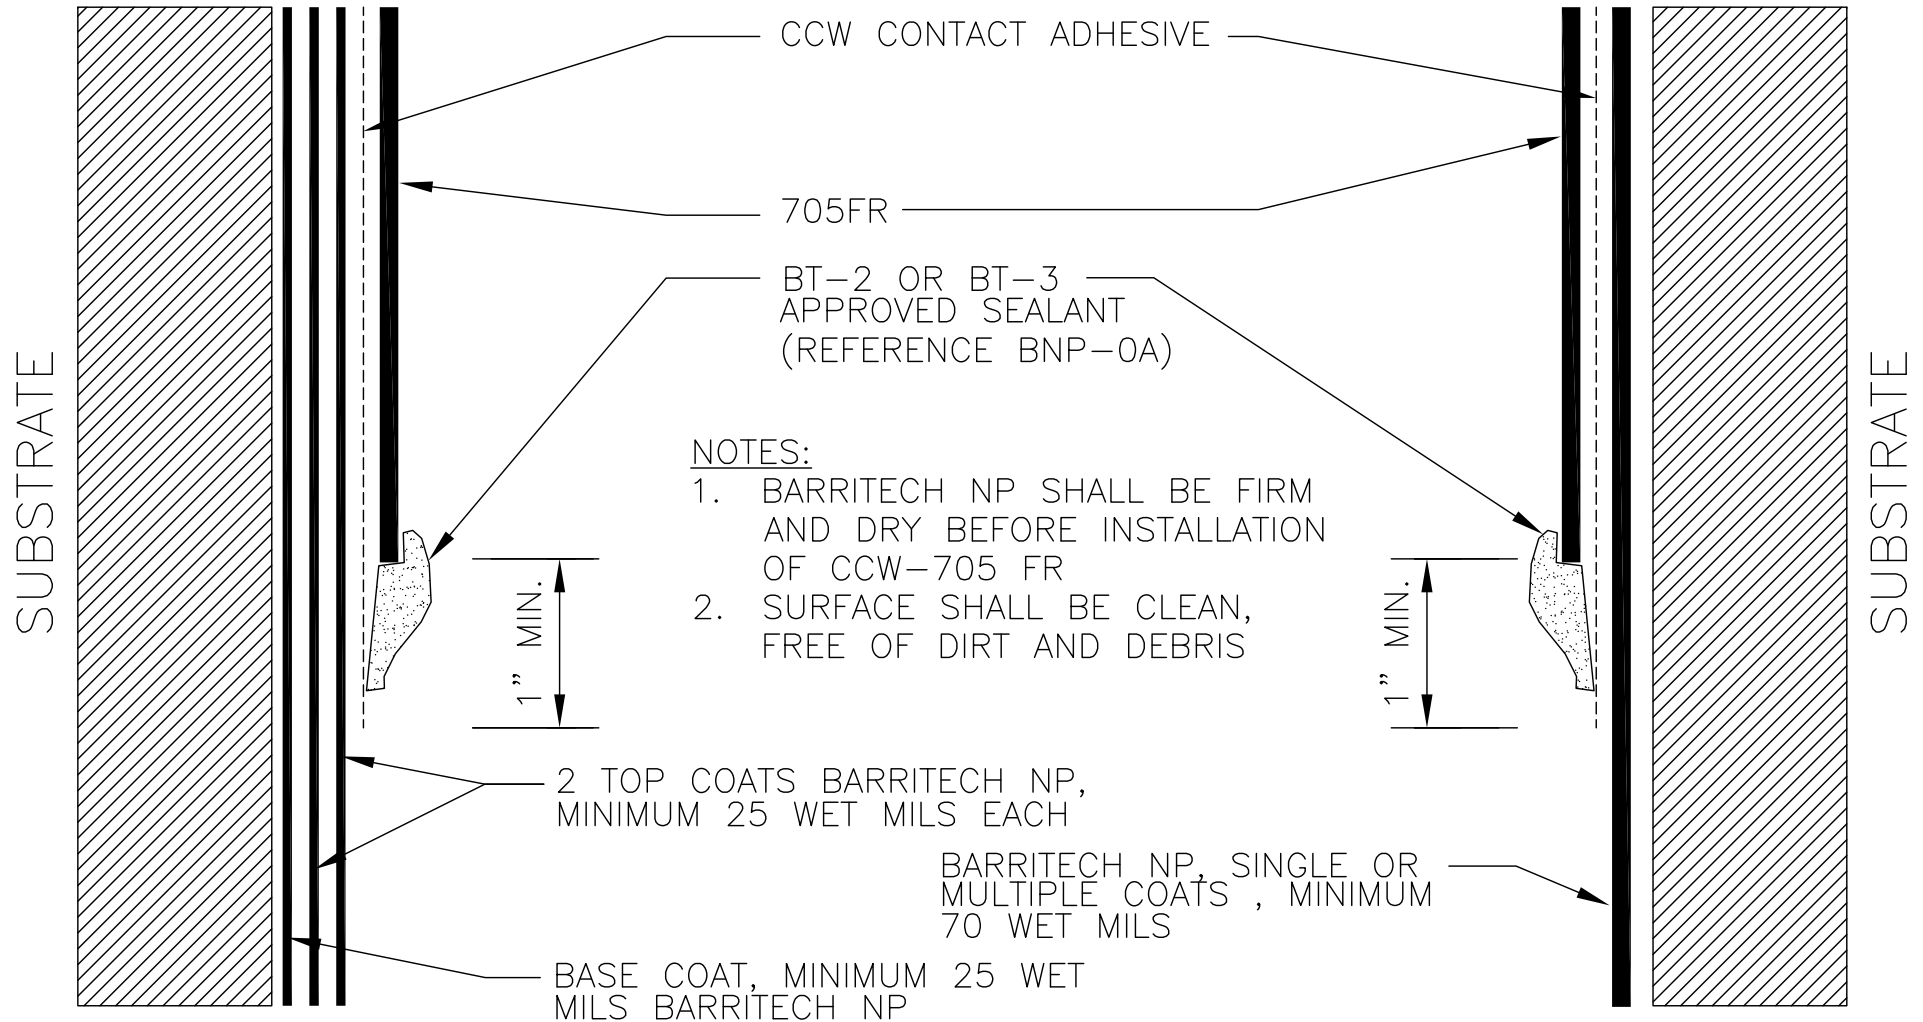 CCW CONTACT ADHESIVE
705FR
BT-2 OR BT-3
APPROVED SEALANT
(REFERENCE BNP-0A)
SUBSTRATE
SUBSTRATE
NOTES:
1. BARRITECH NP SHALL BE FIRM
AND DRY BEFORE INSTALLATION
OF CCW-705 FR
2. SURFACE SHALL BE CLEAN,
FREE OF DIRT AND DEBRIS
1" MIN.
1" MIN.
2 TOP COATS BARRITECH NP,
MINIMUM 25 WET MILS EACH
BARRITECH NP, SINGLE OR
MULTIPLE COATS , MINIMUM
70 WET MILS
BASE COAT, MINIMUM 25 WET
MILS BARRITECH NP